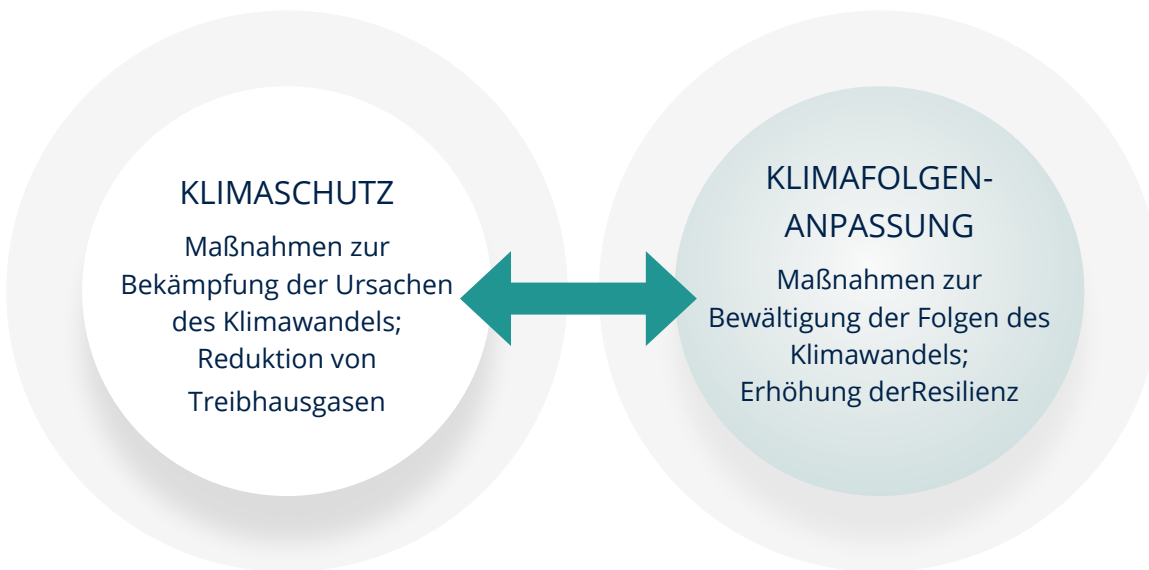 KLIMASCHUTZ
Maßnahmen zur
Bekämpfung der Ursachen
des Klimawandels;
Reduktion von
Treibhausgasen
KLIMAFOLGEN-
ANPASSUNG
Maßnahmen zur
Bewältigung der Folgen des
Klimawandels;
Erhöhung derResilienz